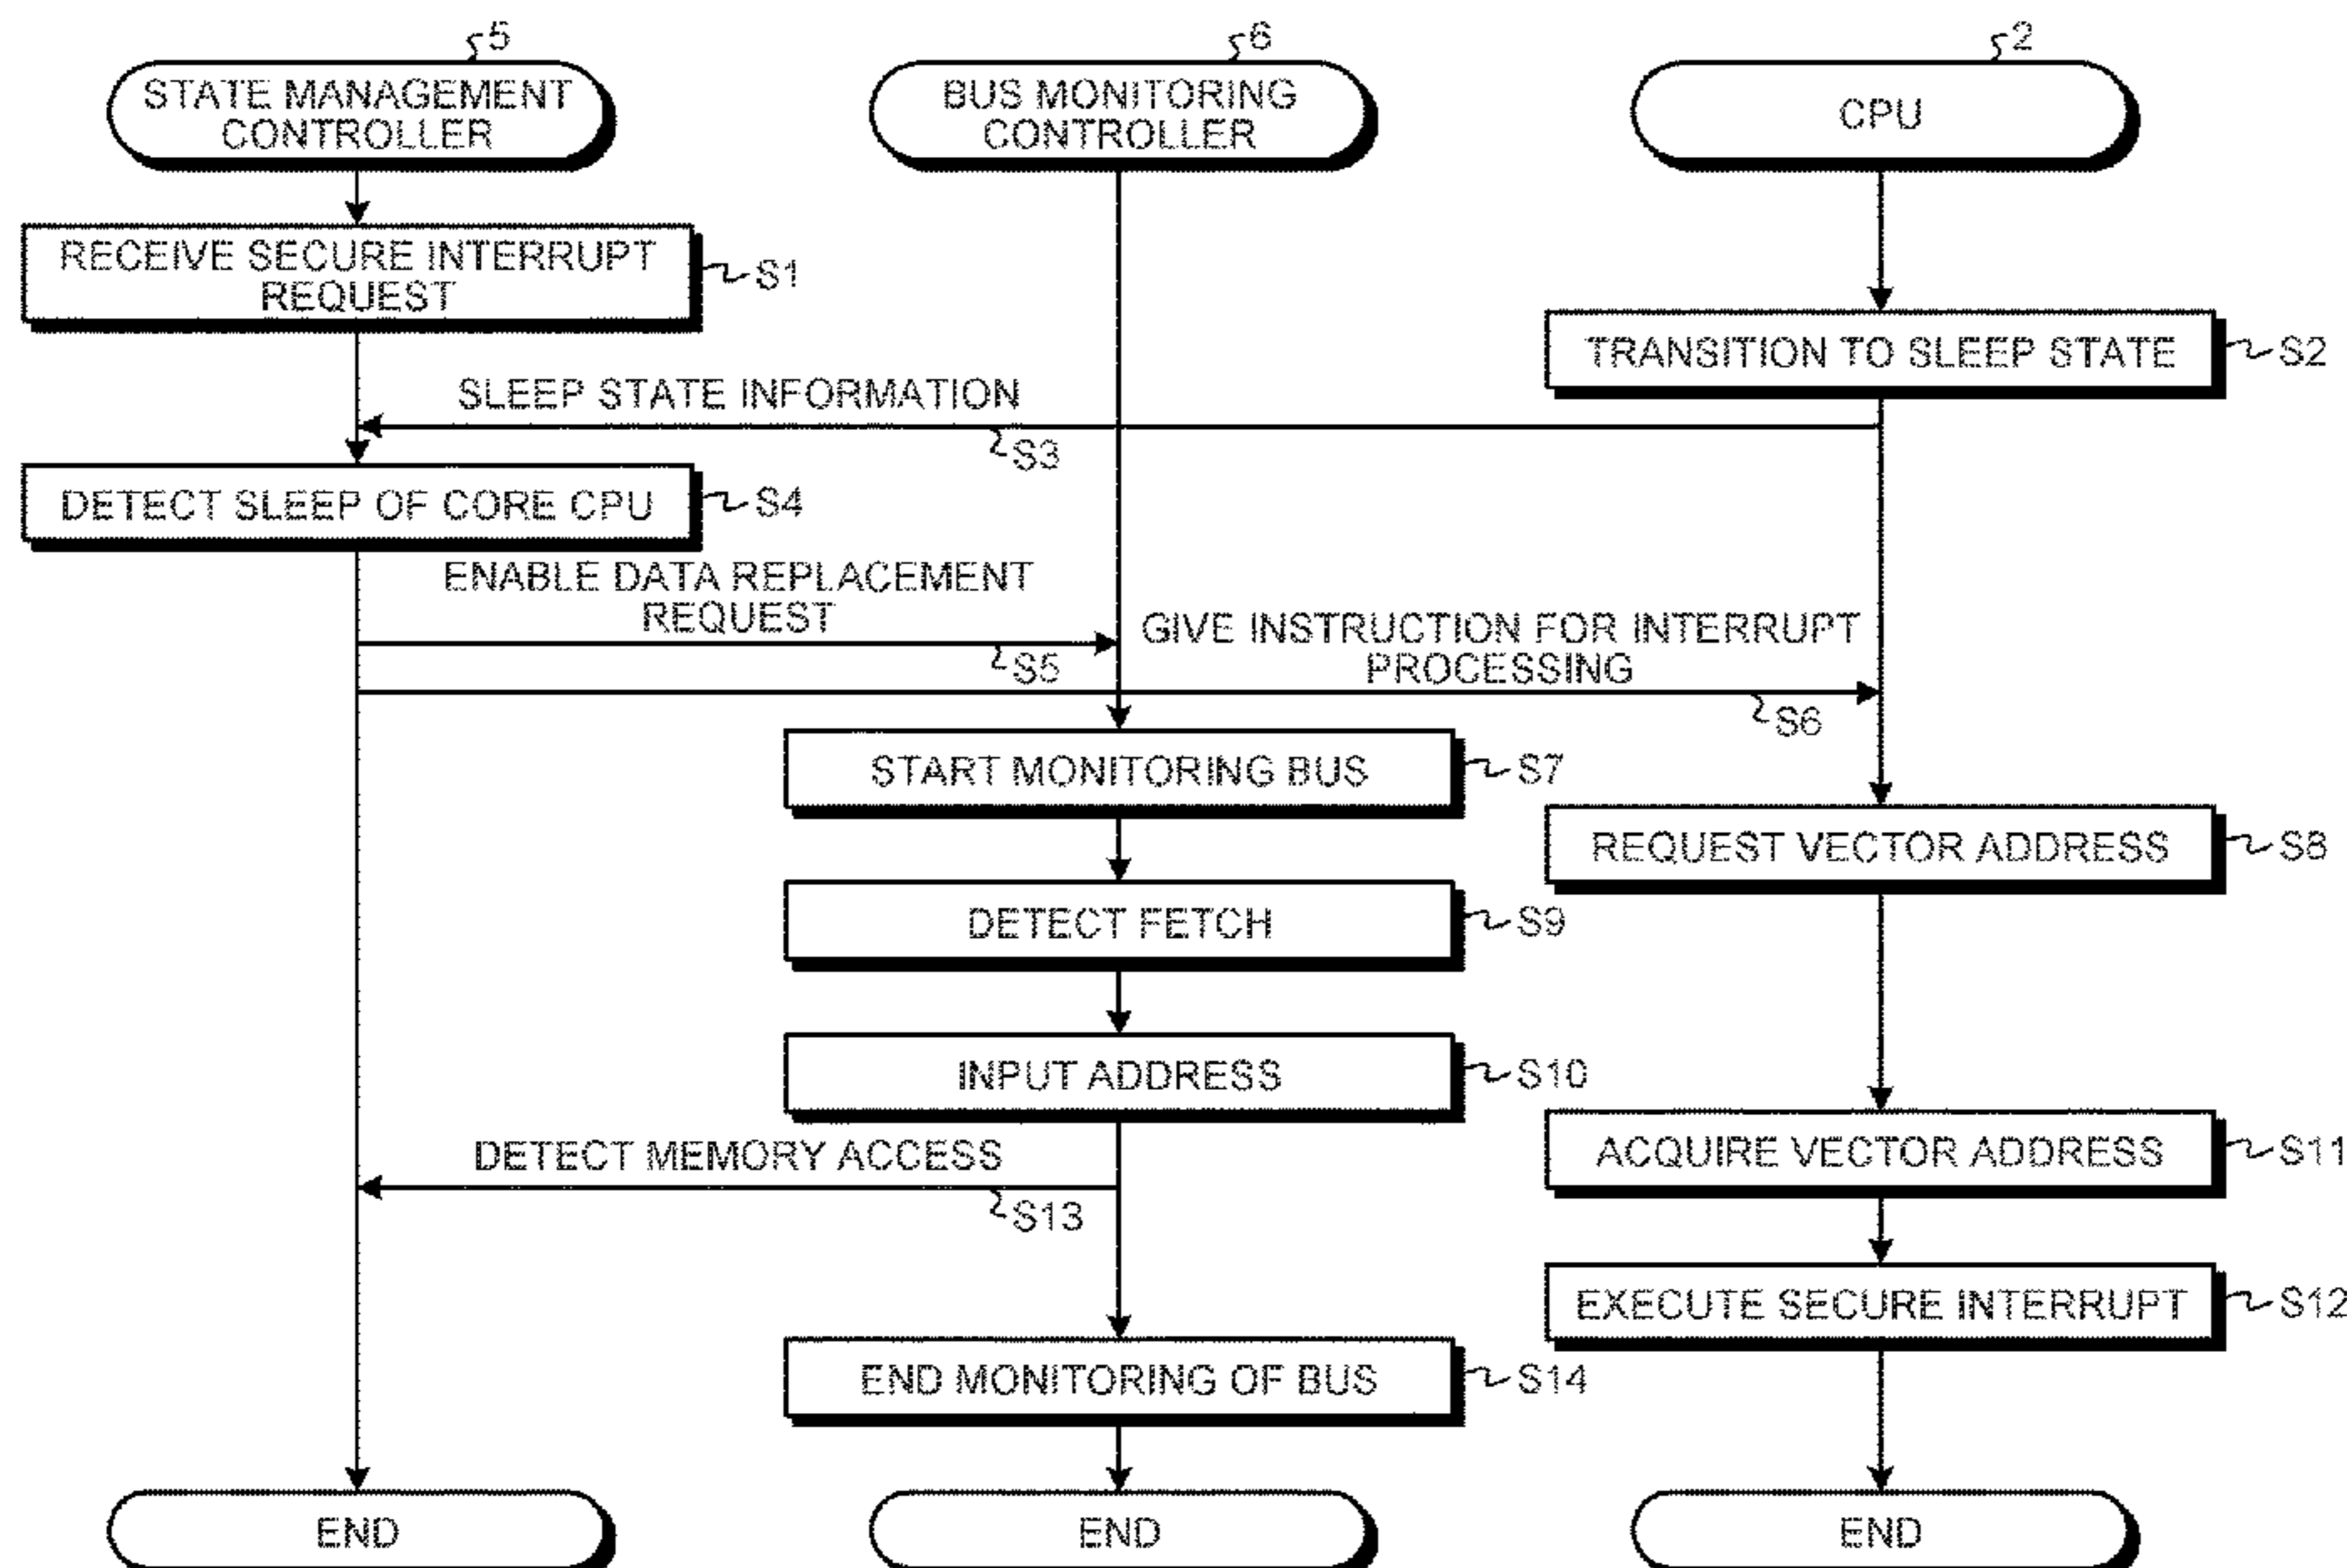 5
6
2
STATE MANAGEMENT
CONTROLLER
BUS MONITORING
CONTROLLER
CPU
RECEIVE SECURE INTERRUPT
REQUEST
S1
TRANSITION TO SLEEP STATE
S2
SLEEP STATE INFORMATION
S3
DETECT SLEEP OF CORE CPU
S4
ENABLE DATA REPLACEMENT
REQUEST
S5
GIVE INSTRUCTION FOR INTERRUPT
PROCESSING
S6
START MONITORING BUS
S7
REQUEST VECTOR ADDRESS
S8
DETECT FETCH
S9
INPUT ADDRESS
S10
ACQUIRE VECTOR ADDRESS
S11
DETECT MEMORY ACCESS
S13
EXECUTE SECURE INTERRUPT
S12
END MONITORING OF BUS
S14
END
END
END